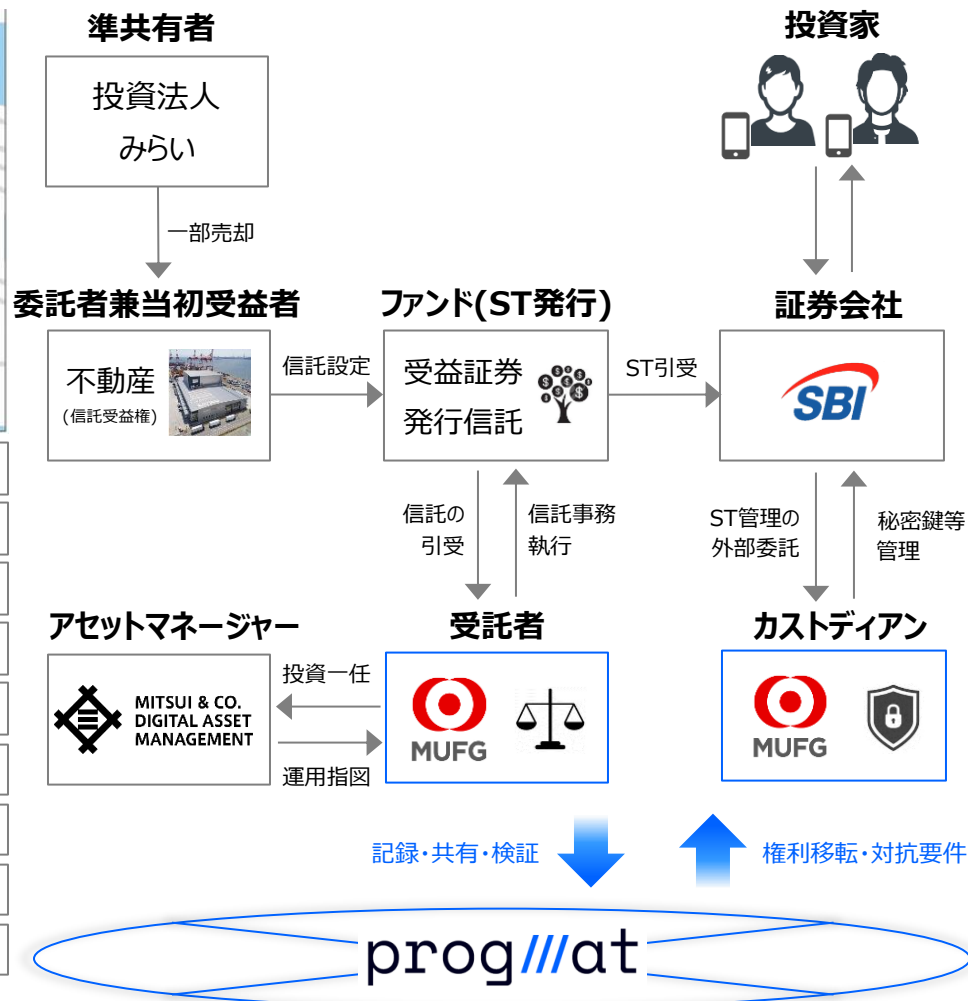 準共有者
投資法人
みらい
投資家
一部売却
委託者兼当初受益者
ファンド(ST発行)
証券会社
不動産
(信託受益権)
信託設定
受益証券
発行信託
ST引受
SBI
信託の
引受
信託事務
執行
ST管理の
外部委託
秘密鍵等
管理
アセットマネージャー
受託者
カストディアン
MITSUI & CO.
DIGITAL ASSET
MANAGEMENT
投資一任
運用指図
MUFG
MUFG
記録・共有・検証
権利移転・対抗要件
progmat